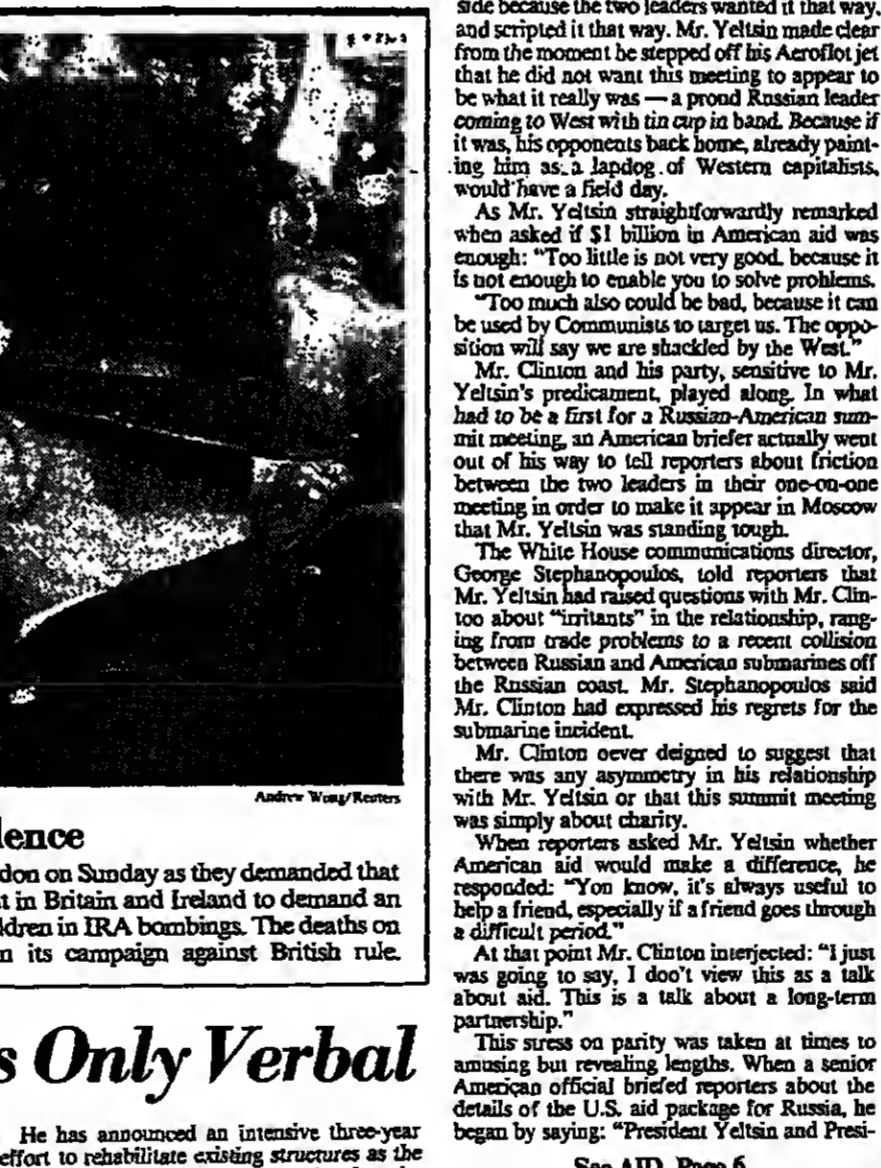 Andrew Wong/Reuters
lence
don on Sunday as they demanded that
t in Britain and Ireland to demand an
ldren in IRA bombings. The deaths on
n its campaign against British rule.
s Only Verbal
He has announced an intensive three-year
effort to rehabilitate existing structures as the
side because the two leaders wanted it that way,
and scripted it that way. Mr. Yeltsin made clear
from the moment he stepped off his Aeroflot jet
that he did not want this meeting to appear to
be what it really was — a proud Russian leader
coming to West with tin cup in hand. Because if
it was, his opponents back home, already paint-
ing him as a lapdog of Western capitalists,
would have a field day.
As Mr. Yeltsin straightforwardly remarked
when asked if $1 billion in American aid was
enough: “Too little is not very good, because it
is not enough to enable you to solve problems.
“Too much also could be bad, because it can
be used by Communists to target us. The oppo-
sition will say we are shackled by the West.”
Mr. Clinton and his party, sensitive to Mr.
Yeltsin's predicament, played along. In what
had to be a first for a Russian-American sum-
mit meeting, an American briefer actually went
out of his way to tell reporters about friction
between the two leaders in their one-on-one
meeting in order to make it appear in Moscow
that Mr. Yeltsin was standing tough.
The White House communications director,
George Stephanopoulos, told reporters that
Mr. Yeltsin had raised questions with Mr. Clin-
ton about “irritants” in the relationship, rang-
ing from trade problems to a recent collision
between Russian and American submarines off
the Russian coast. Mr. Stephanopoulos said
Mr. Clinton had expressed his regrets for the
submarine incident.
Mr. Clinton never deigned to suggest that
there was any asymmetry in his relationship
with Mr. Yeltsin or that this summit meeting
was simply about charity.
When reporters asked Mr. Yeltsin whether
American aid would make a difference, he
responded: “You know, it's always useful to
help a friend, especially if a friend goes through
a difficult period.”
At that point Mr. Clinton interjected: “I just
was going to say, I don't view this as a talk
about aid. This is a talk about a long-term
partnership.”
This stress on parity was taken at times to
amusing but revealing lengths. When a senior
American official briefed reporters about the
details of the U.S. aid package for Russia, he
began by saying: “President Yeltsin and Presi-
See AID, Page 6